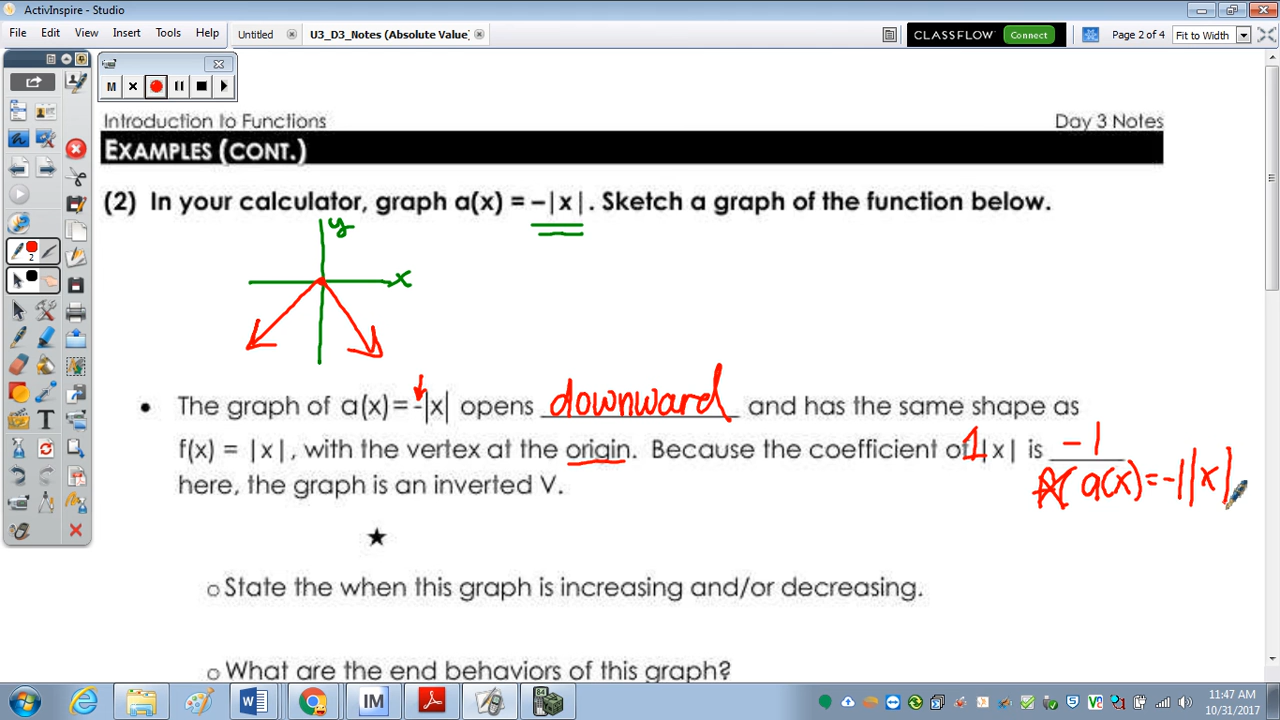 ActivInspire - Studio
File Edit View Insert Tools Help Untitled U3_D3_Notes (Absolute Value) CLASSFLOW Connect Page 2 of 4 Fit to Width
M
Introduction to Functions Day 3 Notes
EXAMPLES (CONT.)
(2) In your calculator, graph a(x) = -|x|. Sketch a graph of the function below.
y
x
2
The graph of a(x) = -|x| opens downward and has the same shape as
f(x) = |x|, with the vertex at the origin. Because the coefficient of 1|x| is -1
here, the graph is an inverted V. a(x) = -1|x|
★
o State the when this graph is increasing and/or decreasing.
o What are the end behaviors of this graph?
IM
11:47 AM
10/31/2017